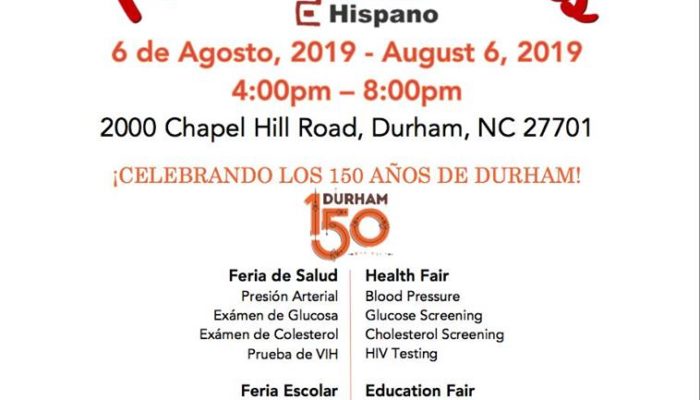 Hispano
6 de Agosto, 2019 - August 6, 2019
4:00pm – 8:00pm
2000 Chapel Hill Road, Durham, NC 27701
¡CELEBRANDO LOS 150 AÑOS DE DURHAM!
DURHAM
150
Feria de Salud
Presión Arterial
Exámen de Glucosa
Exámen de Colesterol
Prueba de VIH
Health Fair
Blood Pressure
Glucose Screening
Cholesterol Screening
HIV Testing
Feria Escolar
Education Fair